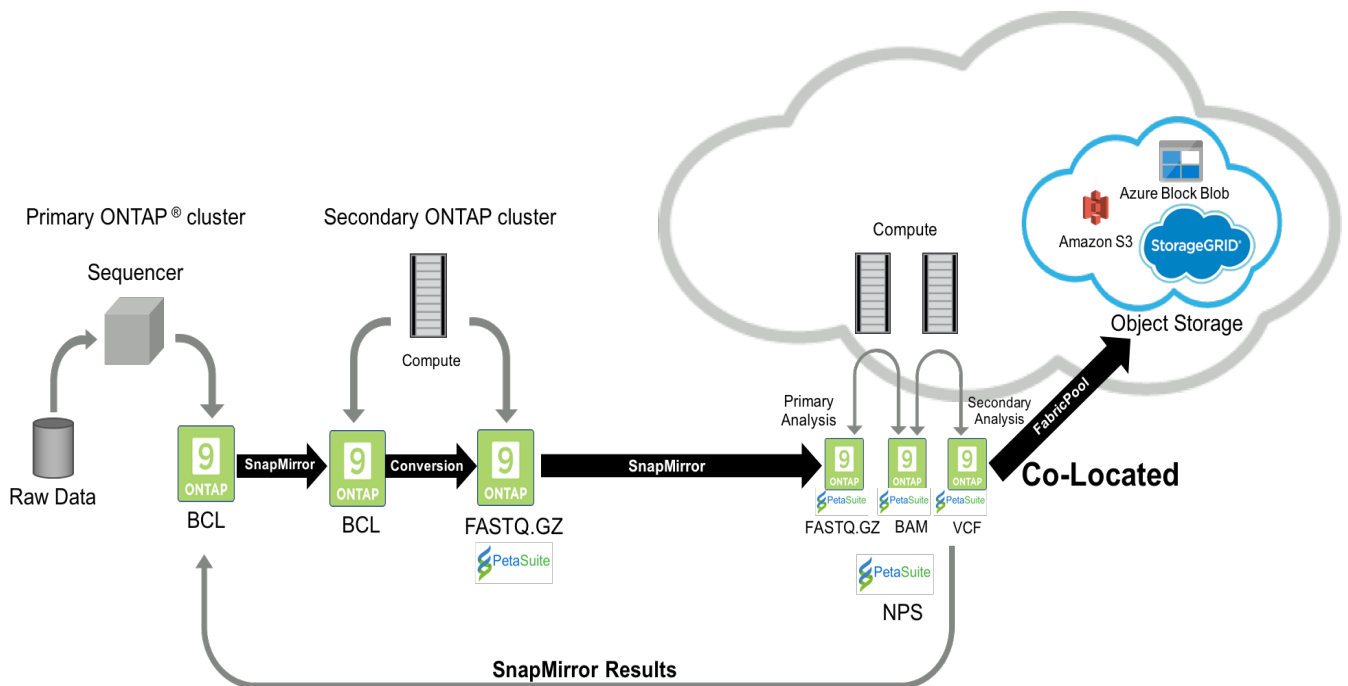 Primary ONTAP® cluster
Secondary ONTAP cluster
Sequencer
Compute
Raw Data
9
ONTAP
BCL
SnapMirror
9
ONTAP
BCL
Conversion
9
ONTAP
FASTQ.GZ
PetaSuite
SnapMirror
Compute
Primary
Analysis
Secondary
Analysis
9
ONTAP
PetaSuite
FASTQ.GZ
9
ONTAP
PetaSuite
BAM
9
ONTAP
PetaSuite
VCF
PetaSuite
NPS
Azure Block Blob
Amazon S3
StorageGRID®
Object Storage
FabricPool
Co-Located
SnapMirror Results